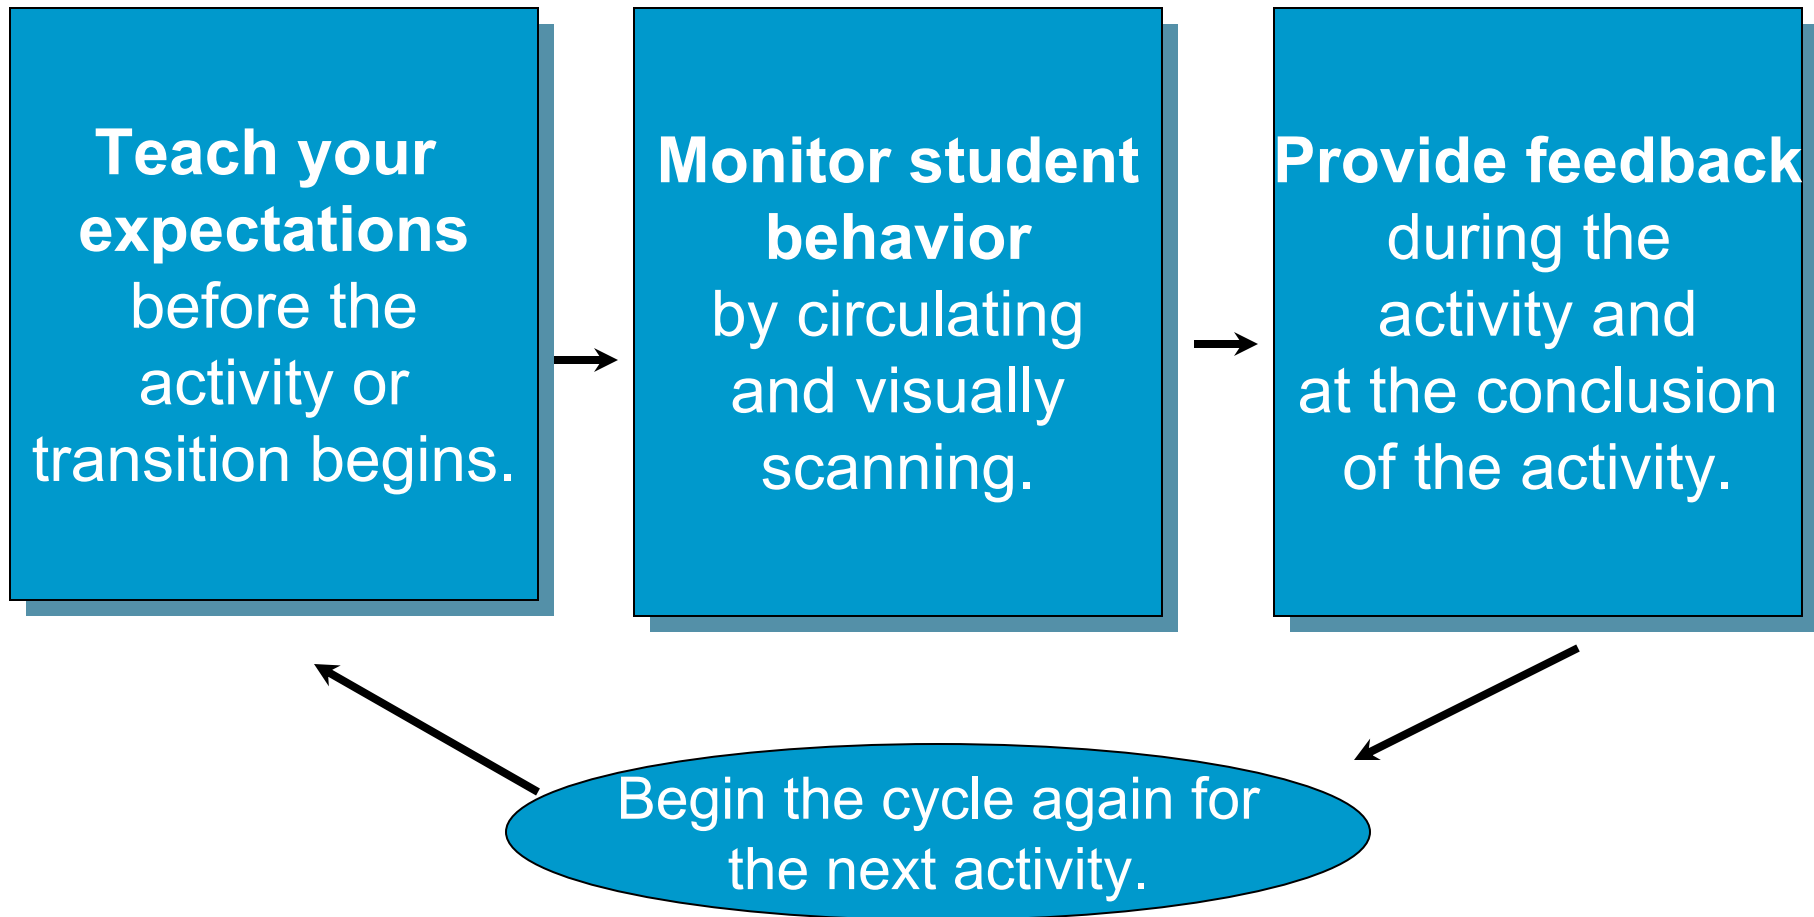 Teach your
expectations
before the
activity or
transition begins.
Monitor student
behavior
by circulating
and visually
scanning.
Provide feedback
during the
activity and
at the conclusion
of the activity.
Begin the cycle again for
the next activity.